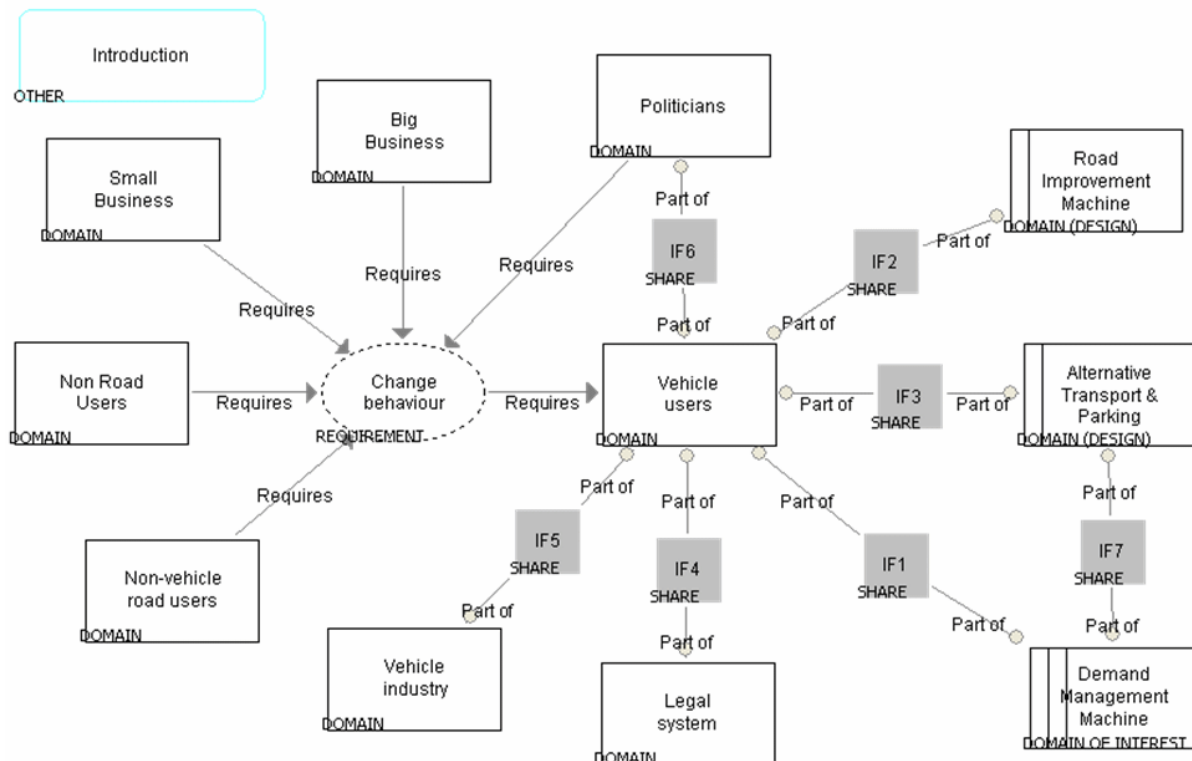 Introduction
OTHER
Big
Business
DOMAIN
Politicians
DOMAIN
Small
Business
DOMAIN
Road
Improvement
Machine
DOMAIN (DESIGN)
Part of
IF6
SHARE
Part of
Part of
IF2
SHARE
Part of
Requires
Requires
Requires
Non Road
Users
DOMAIN
Requires
Change
behaviour
REQUIREMENT
Requires
Vehicle
users
DOMAIN
Part of
IF3
SHARE
Part of
Alternative
Transport &
Parking
DOMAIN (DESIGN)
Requires
Non-vehicle
road users
DOMAIN
Part of
IF5
SHARE
Part of
Part of
IF4
SHARE
Part of
Part of
IF1
SHARE
Part of
Part of
IF7
SHARE
Part of
Vehicle
industry
DOMAIN
Legal
system
DOMAIN
Demand
Management
Machine
DOMAIN OF INTEREST